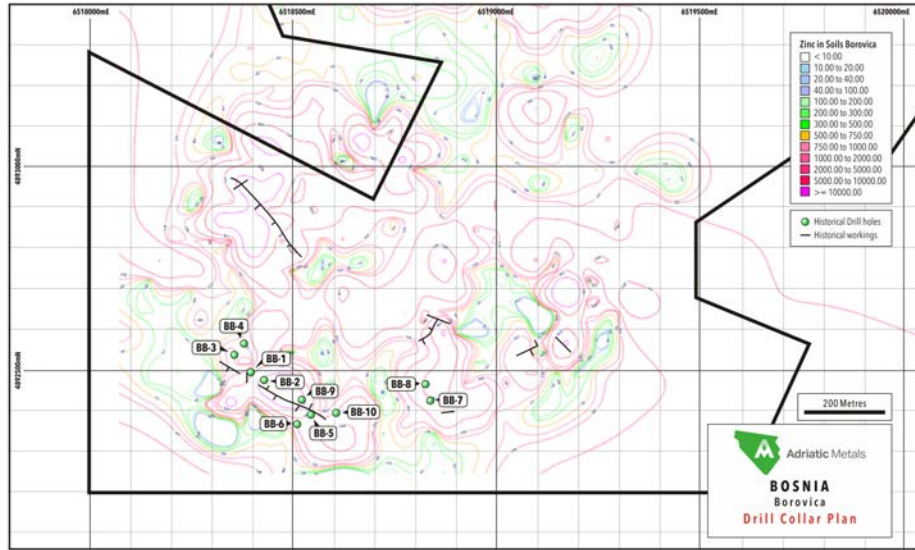 6518000mE
6518500mE
6519000mE
6519500mE
6520000mE
4893000mN
4892500mN
Zinc in Soils Borovica
< 10.00
10.00 to 20.00
20.00 to 40.00
40.00 to 100.00
100.00 to 200.00
200.00 to 300.00
300.00 to 500.00
500.00 to 750.00
750.00 to 1000.00
1000.00 to 2000.00
2000.00 to 5000.00
5000.00 to 10000.00
>= 10000.00
Historical Drill holes
Historical workings
BB-4
BB-3
BB-1
BB-2
BB-9
BB-8
BB-7
BB-10
BB-6
BB-5
200 Metres
Adriatic Metals
BOSNIA
Borovica
Drill Collar Plan